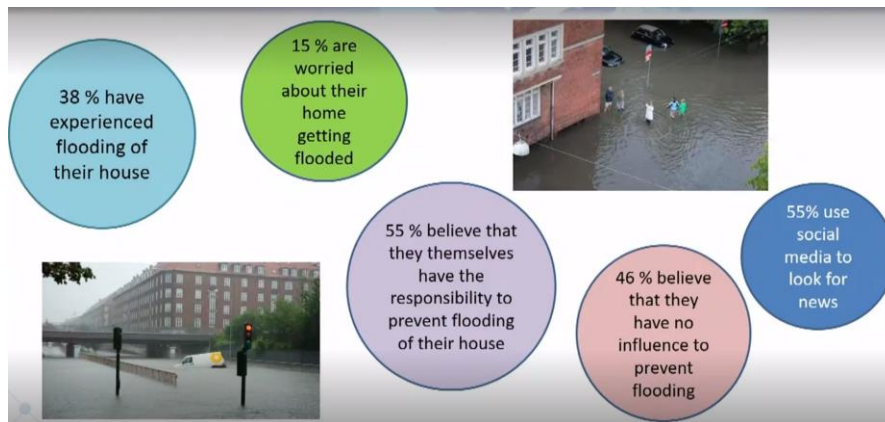 38 % have
experienced
flooding of
their house
15 % are
worried
about their
home
getting
flooded
55 % believe that
they themselves
have the
responsibility to
prevent flooding
of their house
46 % believe
that they
have no
influence to
prevent
flooding
55% use
social
media to
look for
news